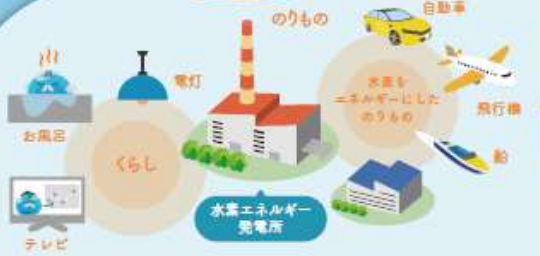 のりもの
自動車
電灯
水素を
エネルギーにした
のりもの
飛行機
お風呂
くらし
船
水素エネルギー
発電所
テレビ